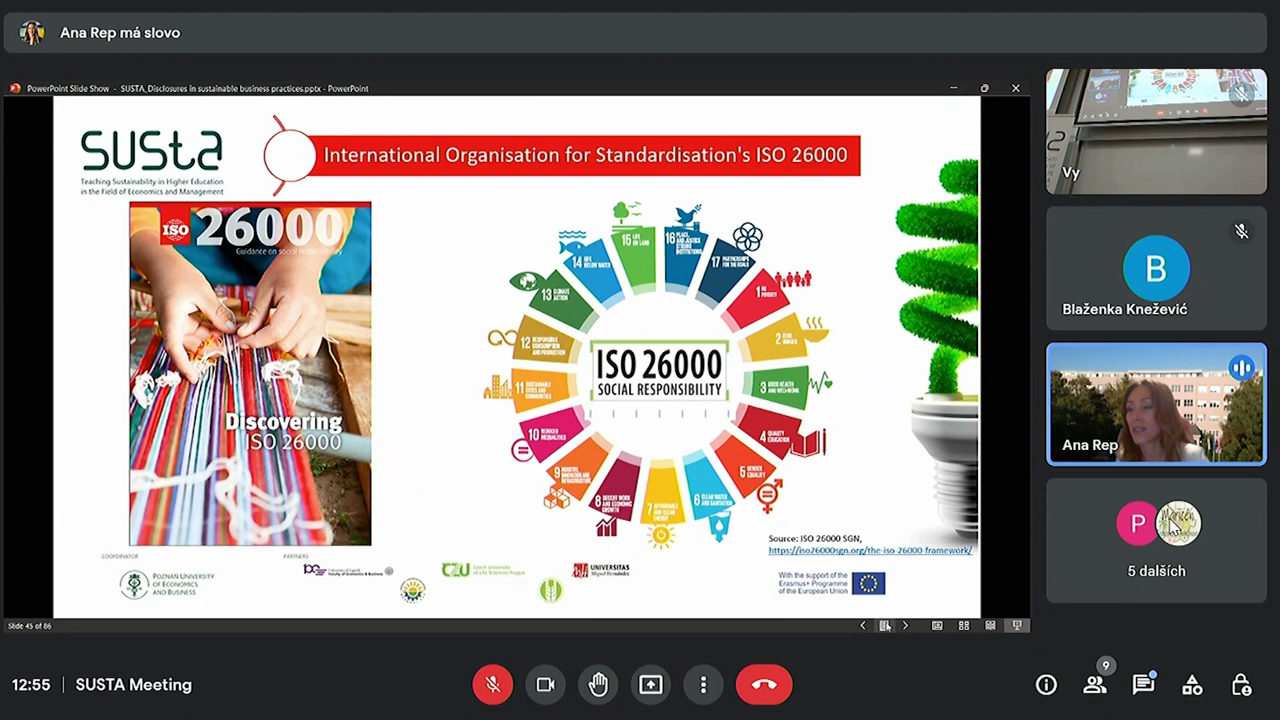 Ana Rep má slovo
PowerPoint Slide Show - SUSTA_Disclosures in sustainable business practices.pptx - PowerPoint
susta
Teaching Sustainability in Higher Education
in the Field of Economics and Management
International Organisation for Standardisation's ISO 26000
ISO 26000
Guidance on social responsibility
Discovering
ISO 26000
15 LIFE
ON LAND
16 PEACE,
AND JUSTICE
STRONG
INSTITUTIONS
14 LIFE
BELOW WATER
17 PARTNERSHIPS
FOR THE GOALS
13 CLIMATE
ACTION
1 NO
POVERTY
12 RESPONSIBLE
CONSUMPTION
AND PRODUCTION
2 ZERO
HUNGER
ISO 26000
SOCIAL RESPONSIBILITY
11 SUSTAINABLE
CITIES AND
COMMUNITIES
3 GOOD HEALTH
AND WELL-BEING
10 REDUCED
INEQUALITIES
4 QUALITY
EDUCATION
9 INDUSTRY,
INNOVATION AND
INFRASTRUCTURE
5 GENDER
EQUALITY
8 DECENT WORK
AND ECONOMIC
GROWTH
7 AFFORDABLE
AND CLEAN
ENERGY
6 CLEAN WATER
AND SANITATION
Source: ISO 26000 SGN,
https://iso26000sgn.org/the-iso-26000-framework/
COORDINATOR
PARTNERS
POZNAŃ UNIVERSITY
OF ECONOMICS
AND BUSINESS
University of Zagreb
Faculty of Economics & Business
CZU
Czech University
of Life Sciences Prague
UNIVERSITAS
Miguel Hernández
With the support of the
Erasmus+ Programme
of the European Union
Slide 45 of 86
Vy
B
Blaženka Knežević
Ana Rep
P
5 dalších
12:55 | SUSTA Meeting
9